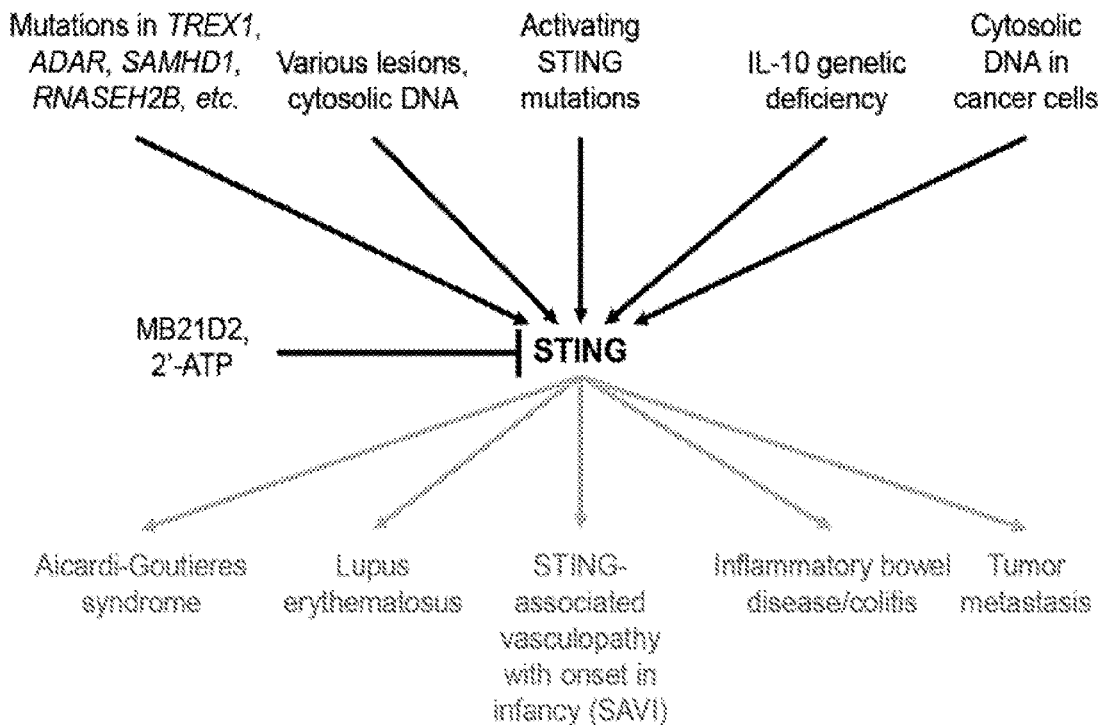 Mutations in TREX1,
ADAR, SAMHD1,
RNASEH2B, etc.
Various lesions,
cytosolic DNA
Activating
STING
mutations
IL-10 genetic
deficiency
Cytosolic
DNA in
cancer cells
MB21D2,
2'-ATP
STING
Aicardi-Goutieres
syndrome
Lupus
erythematosus
STING-
associated
vasculopathy
with onset in
infancy (SAVI)
Inflammatory bowel
disease/colitis
Tumor
metastasis